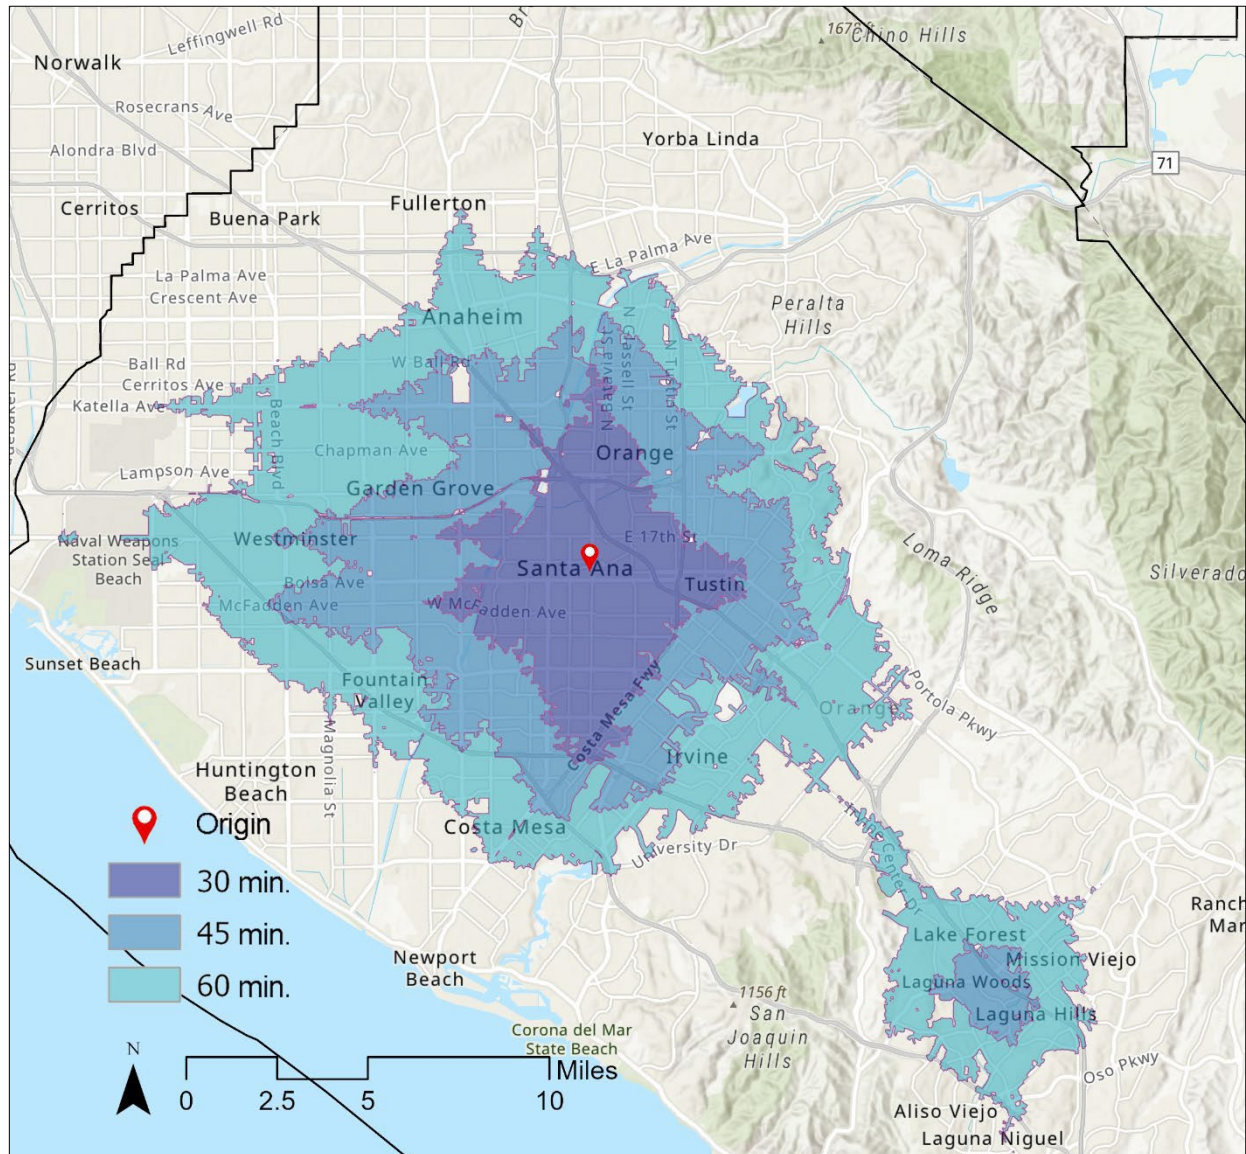 Leffingwell Rd
Br
1678 ft
Chino Hills
Norwalk
Rosecrans Ave
Yorba Linda
Alondra Blvd
71
Cerritos
Buena Park
Fullerton
E La Palma Ave
La Palma Ave
Crescent Ave
Peralta
Hills
Anaheim
N Glassell St
N Batavia St
N Tustin St
Ball Rd
W Ball Rd
Cerritos Ave
Katella Ave
Beach Blvd
Chapman Ave
Orange
Lampson Ave
Garden Grove
Naval Weapons
Station Seal
Beach
Westminster
E 17th St
Loma Ridge
Silverado
Santa Ana
Tustin
Bolsa Ave
McFadden Ave
W McFadden Ave
Sunset Beach
Fountain
Valley
Costa Mesa Fwy
Orange
Portola Pkwy
Magnolia St
Irvine
Huntington
Beach
Origin
Costa Mesa
University Dr
Irvine Center Dr
30 min.
45 min.
60 min.
Ranch
Mar
Lake Forest
Mission Viejo
Newport
Beach
Laguna Woods
Laguna Hills
1156 ft
San
Joaquin
Hills
Corona del Mar
State Beach
N
Miles
0
2.5
5
10
Oso Pkwy
Aliso Viejo
Laguna Niguel